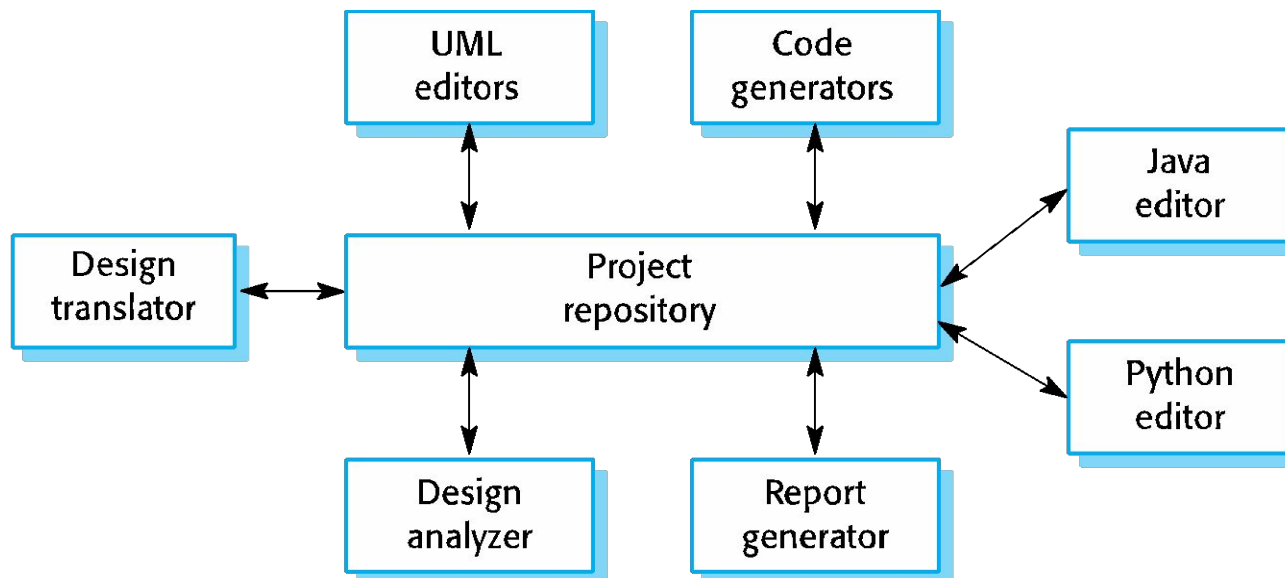 UML
editors
Code
generators
Java
editor
Design
translator
Project
repository
Python
editor
Design
analyzer
Report
generator